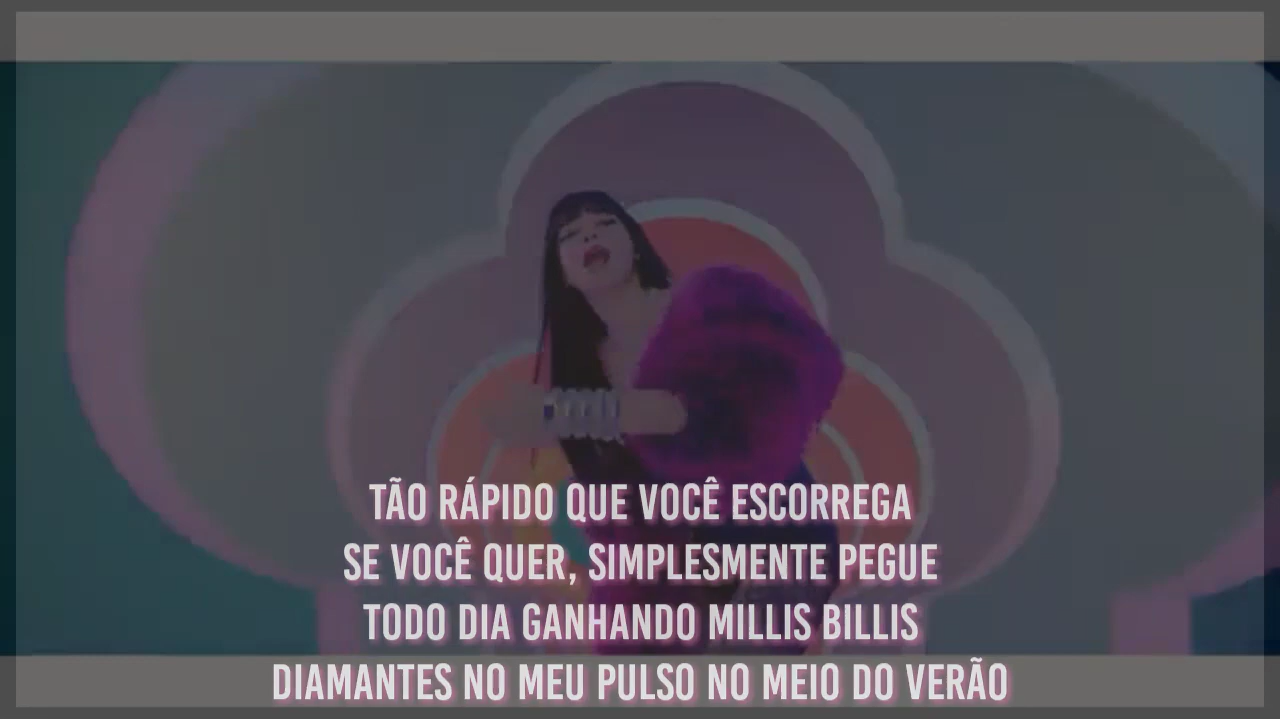 TÃO RÁPIDO QUE VOCÊ ESCORREGA
SE VOCÊ QUER, SIMPLESMENTE PEGUE
TODO DIA GANHANDO MILLIS BILLIS
DIAMANTES NO MEU PULSO NO MEIO DO VERÃO